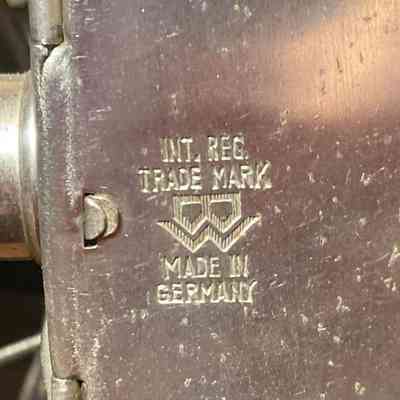 INT. REG.
TRADE MARK
MADE IN
GERMANY